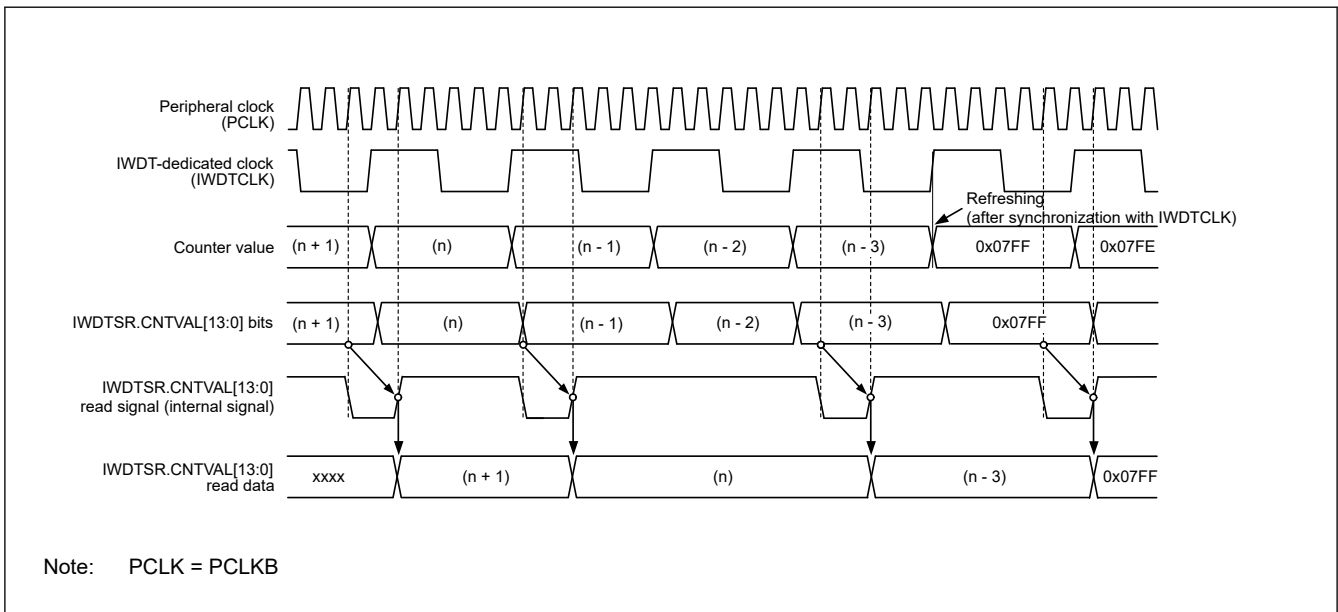 Peripheral clock
(PCLK)
IWDT-dedicated clock
(IWDTCLK)
Refreshing
(after synchronization with IWDTCLK)
Counter value (n + 1) (n) (n - 1) (n - 2) (n - 3) 0x07FF 0x07FE
IWDTSR.CNTVAL[13:0] bits (n + 1) (n) (n - 1) (n - 2) (n - 3) 0x07FF
IWDTSR.CNTVAL[13:0]
read signal (internal signal)
IWDTSR.CNTVAL[13:0]
read data xxxx (n + 1) (n) (n - 3) 0x07FF
Note: PCLK = PCLKB